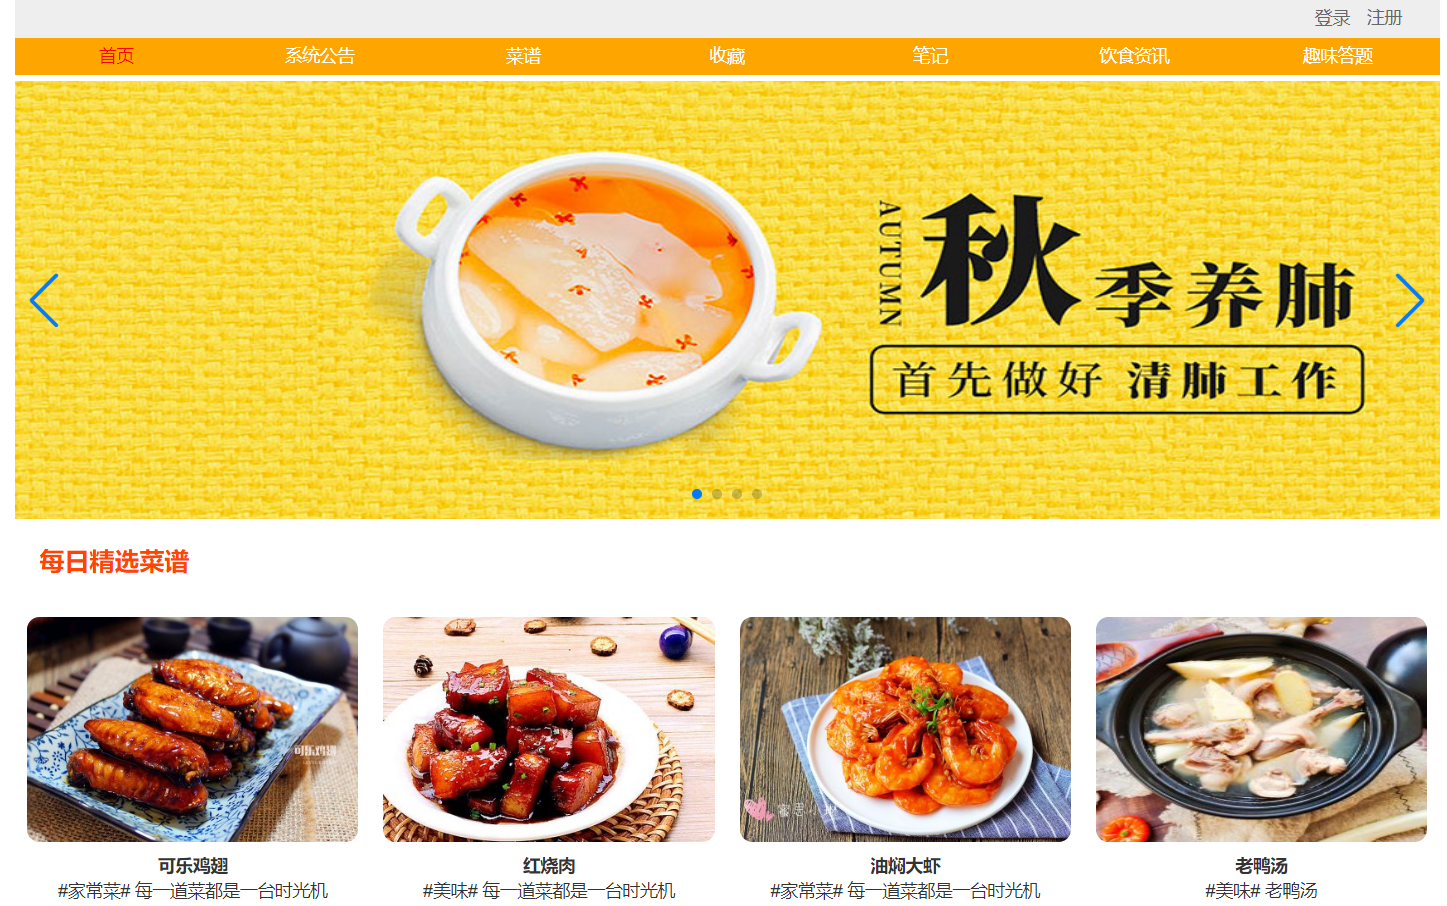 登录 注册
首页 系统公告 菜谱 收藏 笔记 饮食资讯 趣味答题
AUTUMN
秋季养肺
首先做好 清肺工作
每日精选菜谱
可乐鸡翅
可乐鸡翅 红烧肉 油焖大虾 老鸭汤
#家常菜# 每一道菜都是一台时光机 #美味# 每一道菜都是一台时光机 #家常菜# 每一道菜都是一台时光机 #美味# 老鸭汤